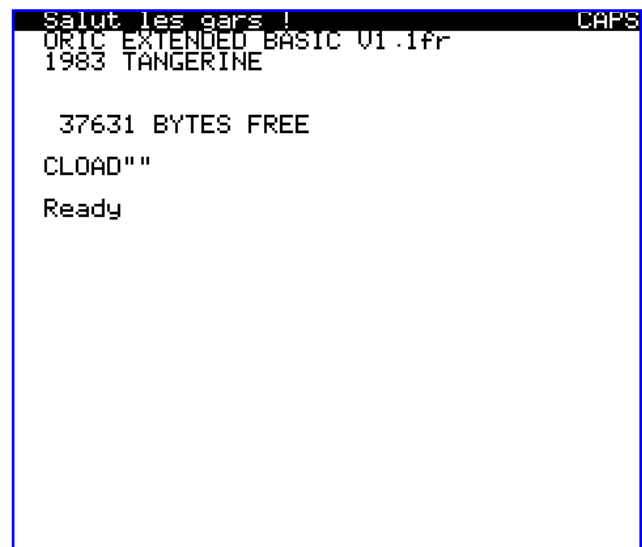 Salut les gars ! CAPS
ORIC EXTENDED BASIC V1.1fr
1983 TANGERINE
37631 BYTES FREE
CLOAD""
Ready